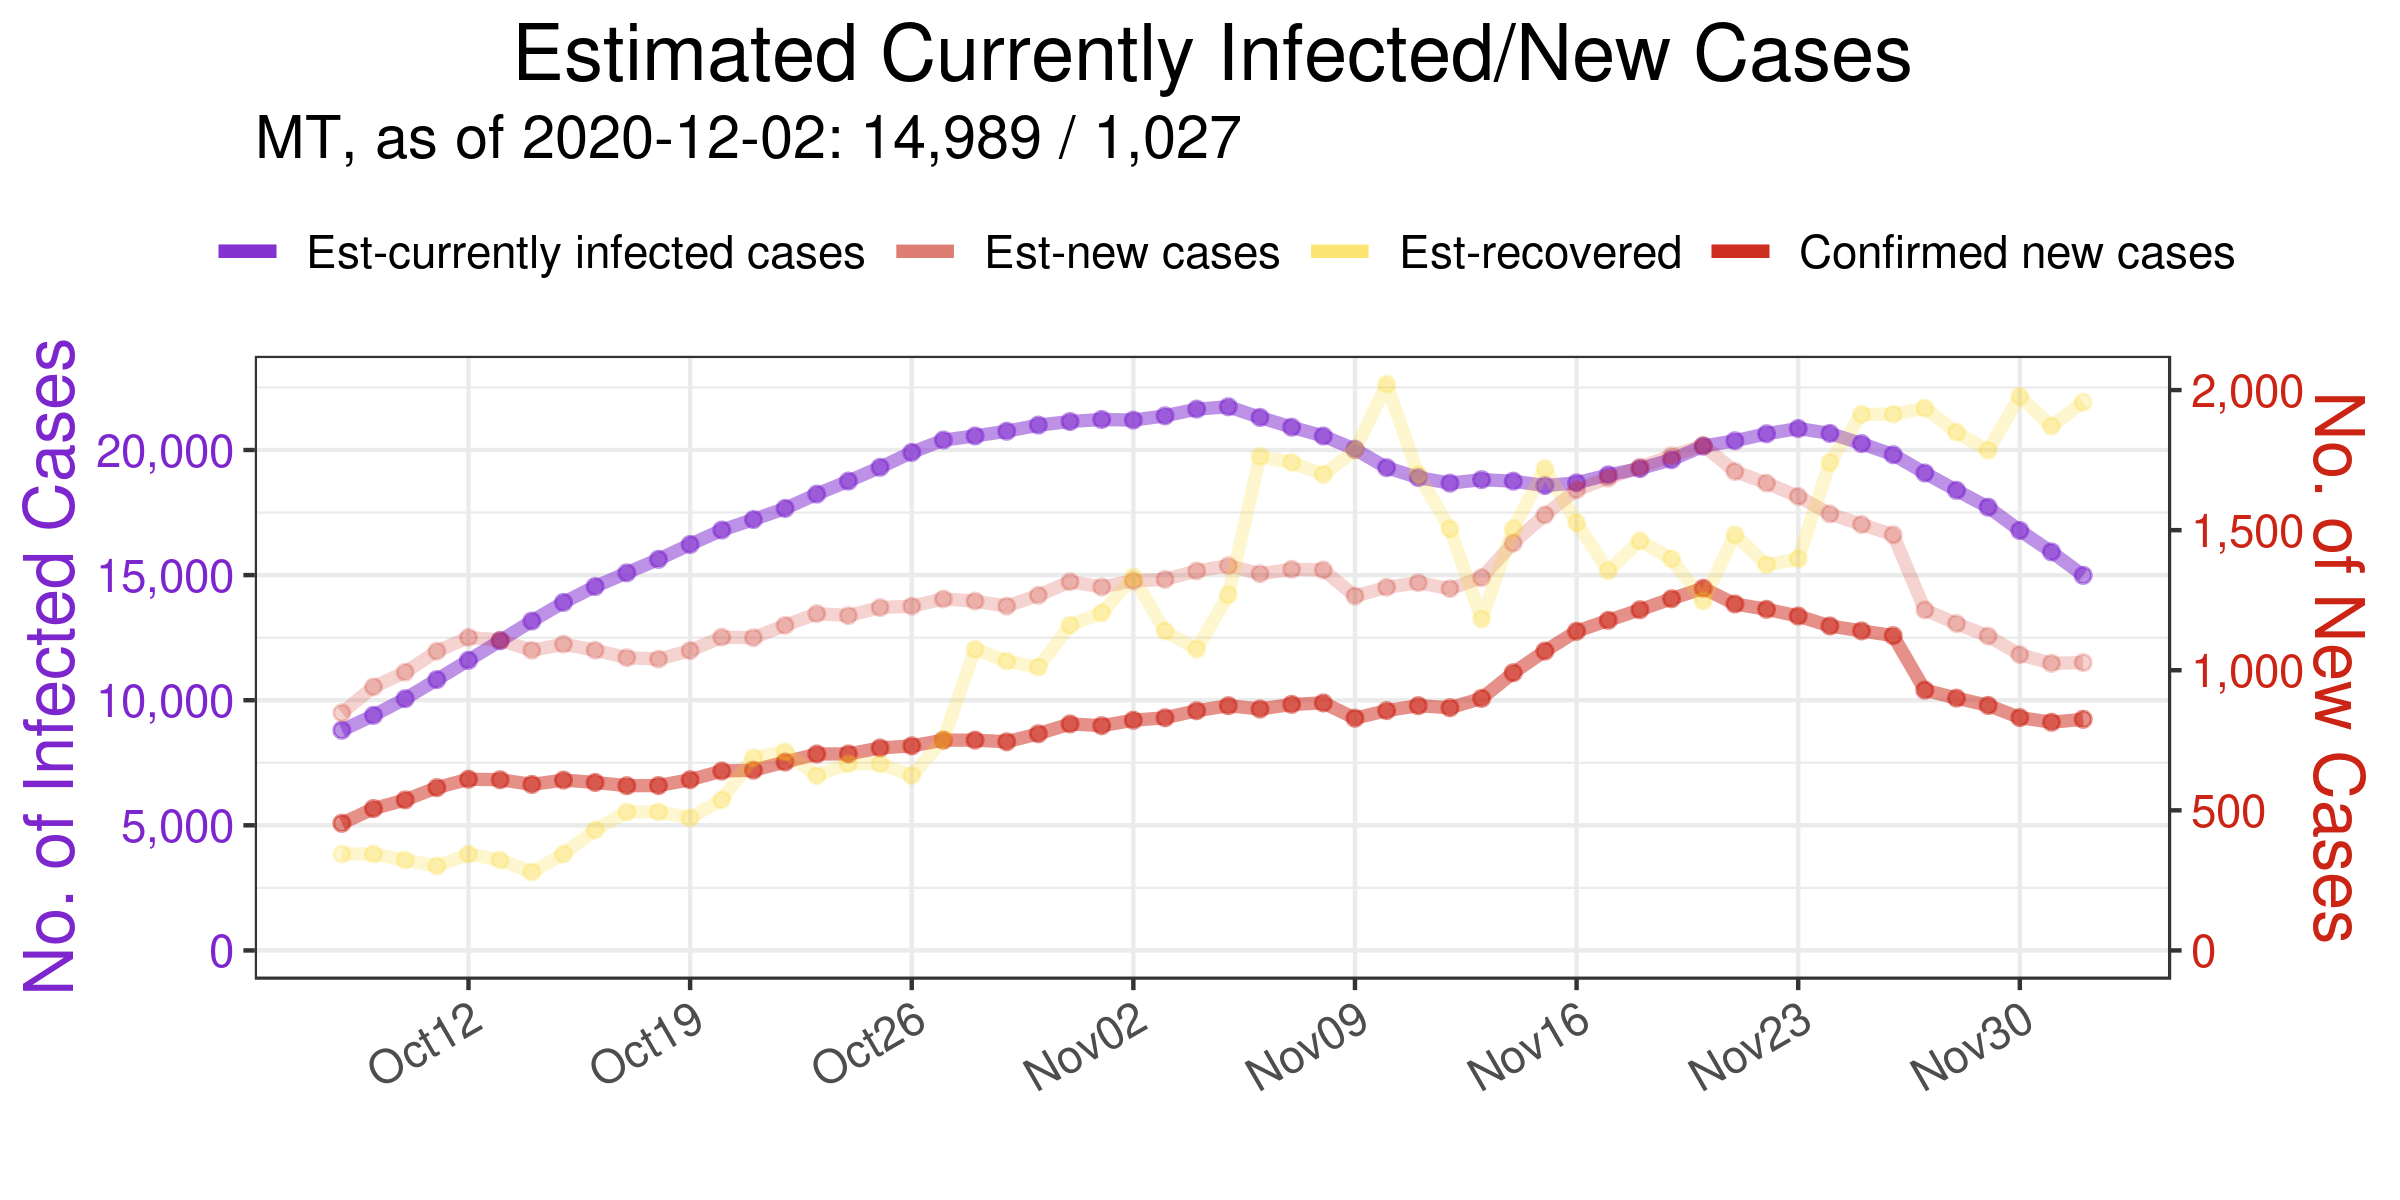 Estimated Currently Infected/New Cases
MT, as of 2020-12-02: 14,989 / 1,027
Est-currently infected cases
Est-new cases
Est-recovered
Confirmed new cases
No. of Infected Cases
20,000
15,000
10,000
5,000
0
2,000
1,500
1,000
500
0
No. of New Cases
Oct12
Oct19
Oct26
Nov02
Nov09
Nov16
Nov23
Nov30